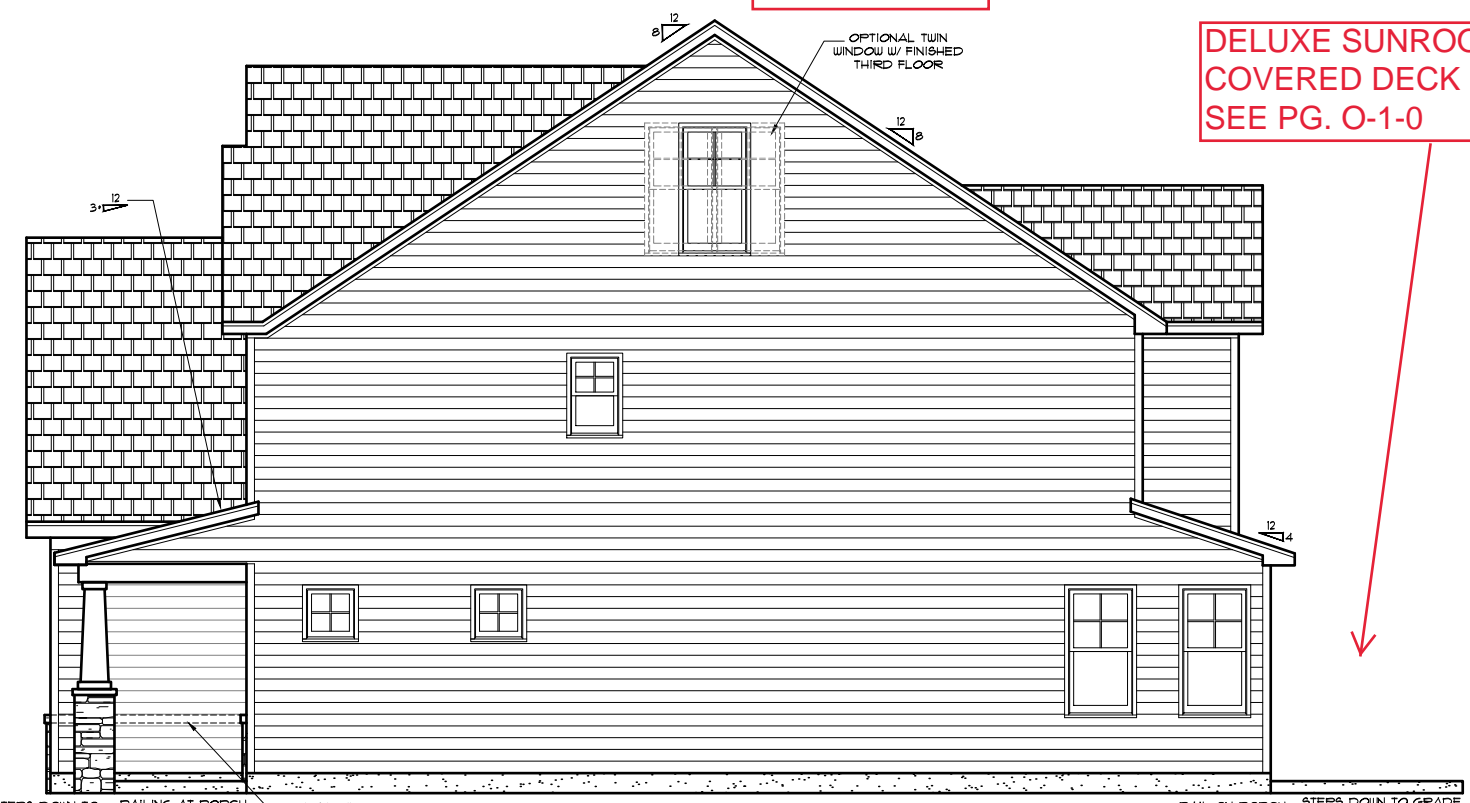 12
8
OPTIONAL TWIN
WINDOW W/ FINISHED
THIRD FLOOR
DELUXE
COVERED DECK
SEE PG. O-1-0
12
8
12
3
12
4
RAILING AT PORCH
STEPS DOWN TO GRADE